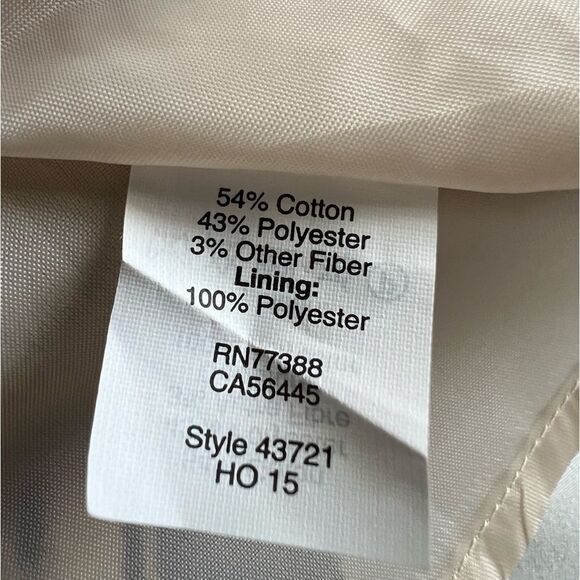 54% Cotton
43% Polyester
3% Other Fiber
Lining:
100% Polyester
RN77388
CA56445
Style 43721
HO 15